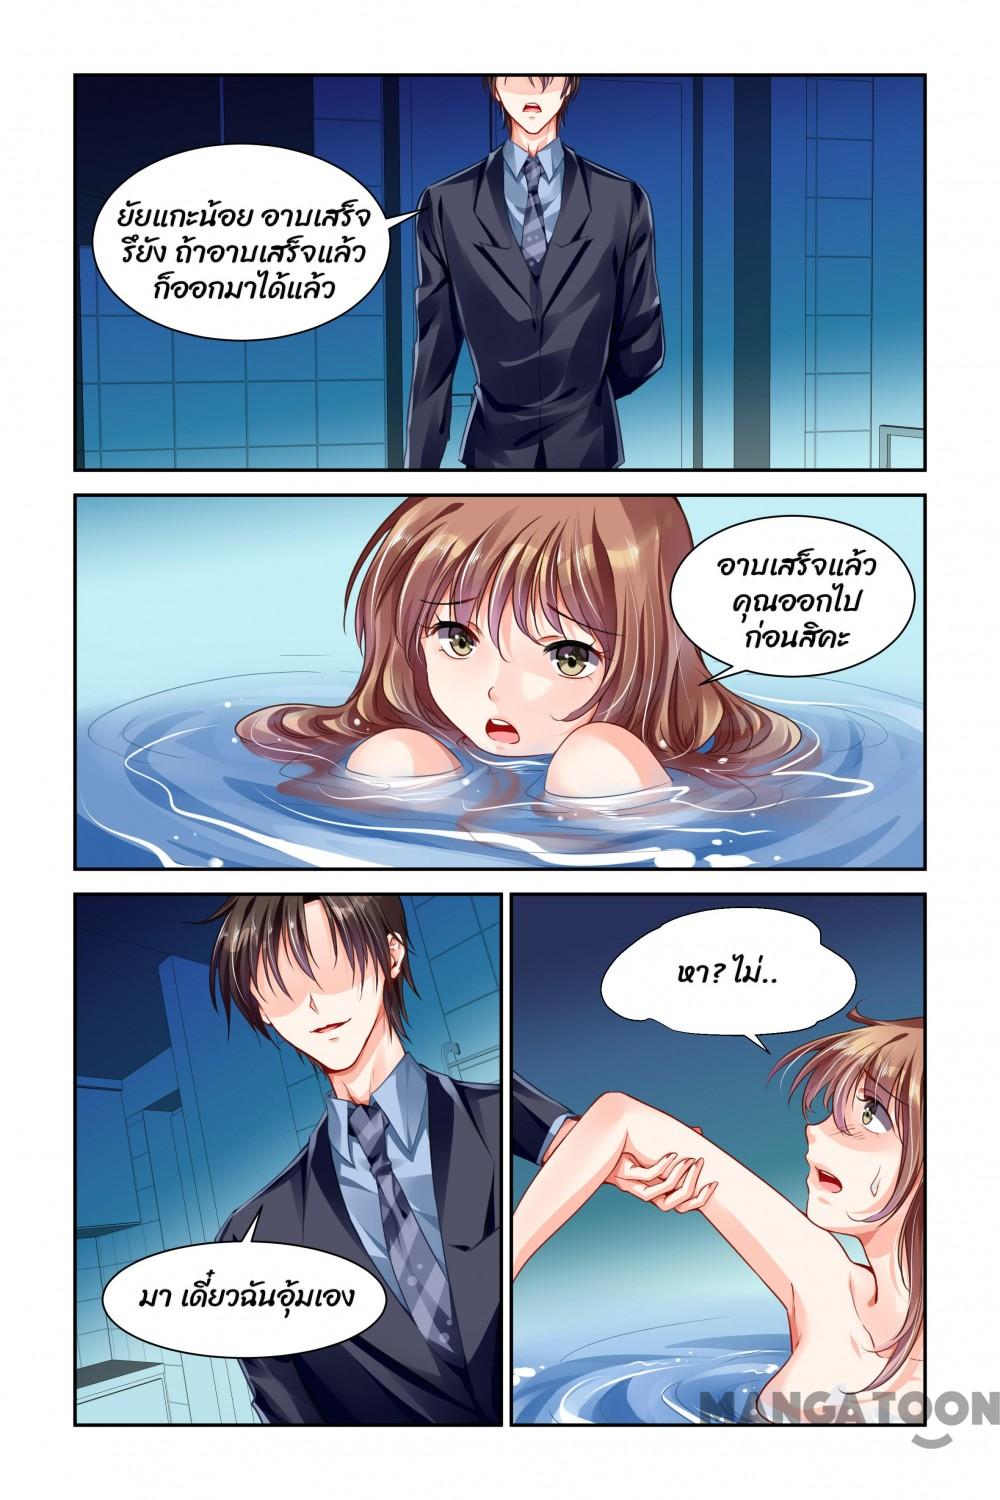 ยัยแกะน้อย อาบเสร็จ
รึยัง ถ้าอาบเสร็จแล้ว
ก็ออกมาได้แล้ว
อาบเสร็จแล้ว
คุณออกไป
ก่อนสิคะ
มา เดี๋ยวฉันอุ้มเอง
หา? ไม่..
MANGATOON